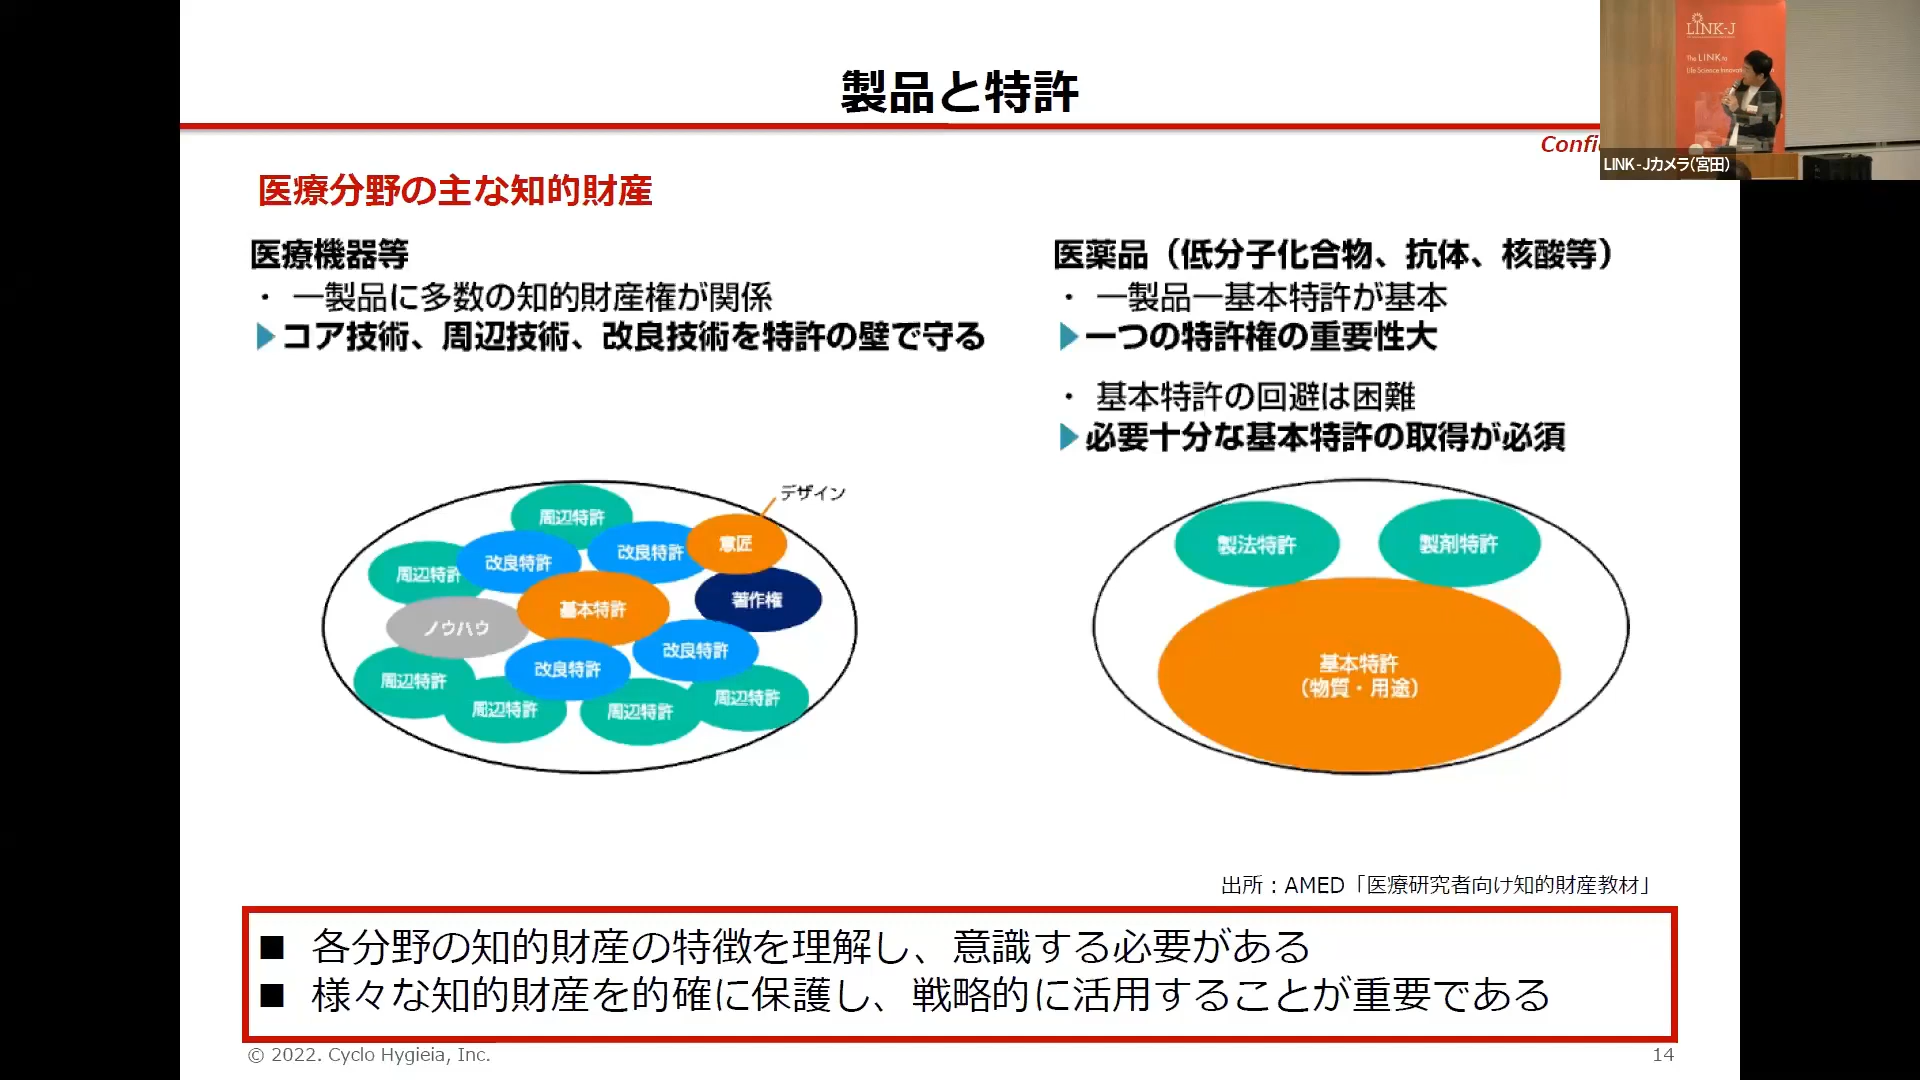 製品と特許
Confi
LINK-J
The LINK to
Life Science Innovat
LINK-Jカメラ(宮田)
医療分野の主な知的財産
医療機器等
・ 一製品に多数の知的財産権が関係
▶コア技術、周辺技術、改良技術を特許の壁で守る
医薬品（低分子化合物、抗体、核酸等）
・ 一製品一基本特許が基本
▶一つの特許権の重要性大
・ 基本特許の回避は困難
▶必要十分な基本特許の取得が必須
デザイン
周辺特許
意匠
改良特許
改良特許
周辺特許
著作権
基本特許
ノウハウ
改良特許
改良特許
周辺特許
周辺特許
周辺特許
周辺特許
製法特許
製剤特許
基本特許
（物質・用途）
出所：AMED「医療研究者向け知的財産教材」
■ 各分野の知的財産の特徴を理解し、意識する必要がある
■ 様々な知的財産を的確に保護し、戦略的に活用することが重要である
© 2022. Cyclo Hygieia, Inc.
14